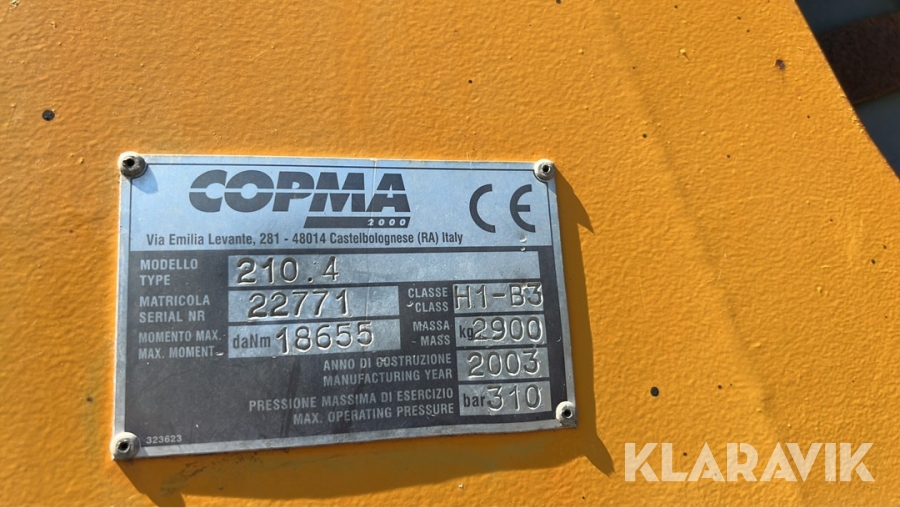 COPMA
2000
CE
Via Emilia Levante, 281 - 48014 Castelbolognese (RA) Italy
MODELLO
TYPE
210.4
MATRICOLA
SERIAL NR
22771
CLASSE
CLASS
H1-B3
MOMENTO MAX.
MAX. MOMENT
daNm 18655
MASSA
MASS
kg 2900
ANNO DI COSTRUZIONE
MANUFACTURING YEAR
2003
PRESSIONE MASSIMA DI ESERCIZIO
MAX. OPERATING PRESSURE
bar 310
323623
KLARAVIK